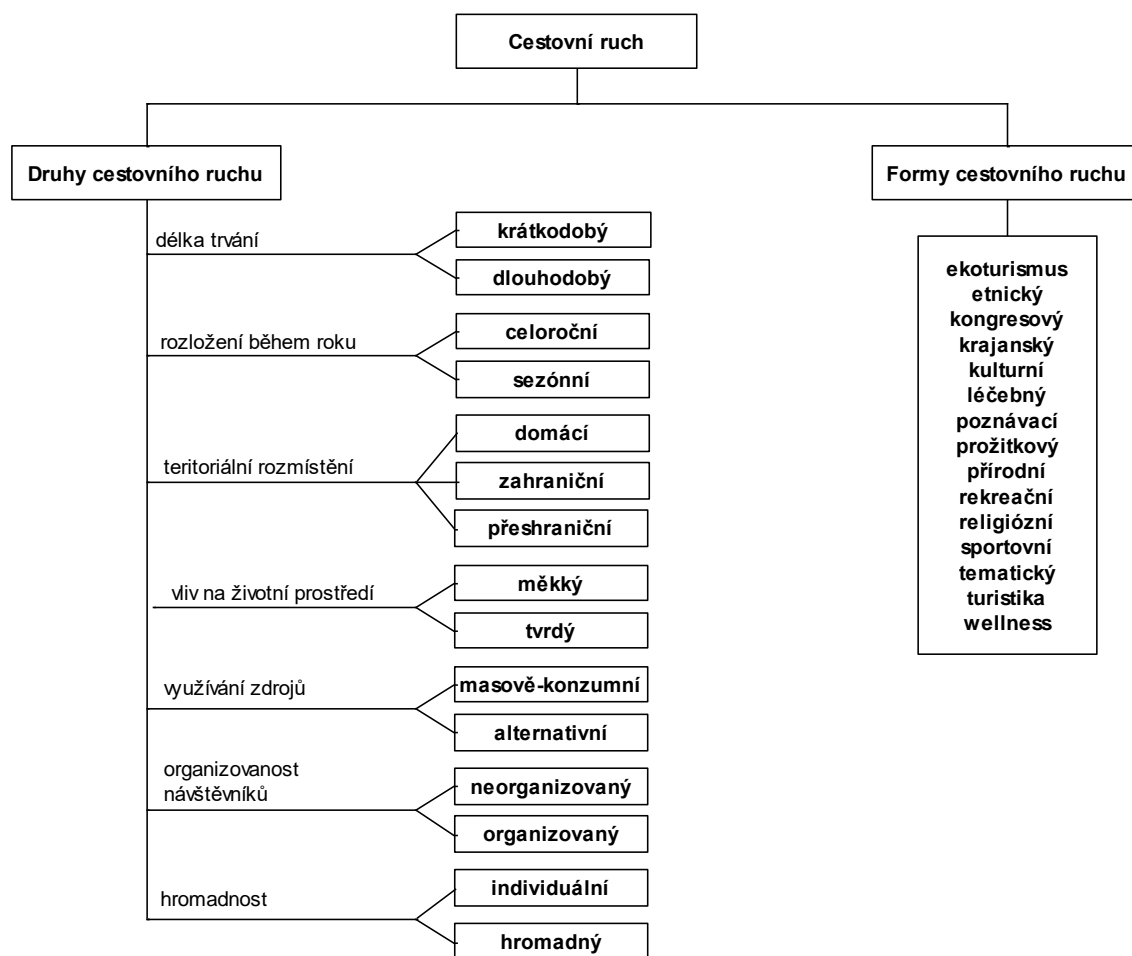 Cestovní ruch
Druhy cestovního ruchu
Formy cestovního ruchu
délka trvání
krátkodobý
dlouhodobý
rozložení během roku
celoroční
sezónní
teritoriální rozmístění
domácí
zahraniční
přeshraniční
vliv na životní prostředí
měkký
tvrdý
využívání zdrojů
masově-konzumní
alternativní
organizovanost
návštěvníků
neorganizovaný
organizovaný
hromadnost
individuální
hromadný
ekoturismus
etnický
kongresový
krajanský
kulturní
léčebný
poznávací
prožitkový
přírodní
rekreační
religiózní
sportovní
tematický
turistika
wellness